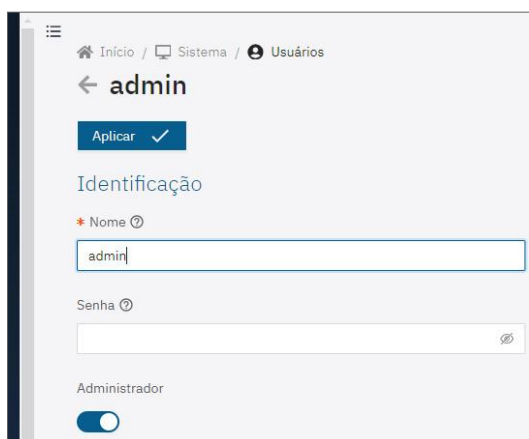 Início / Sistema / Usuários
admin
Aplicar
Identificação
* Nome
admin
Senha
Administrador